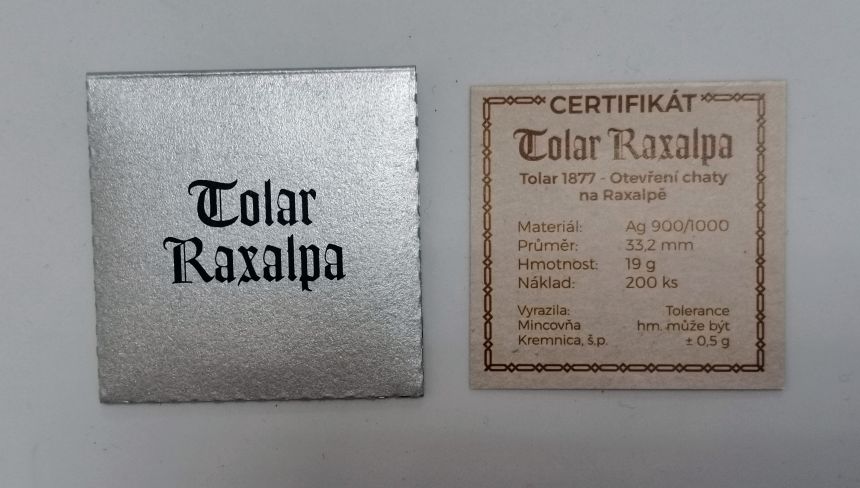 Tolar
Raxalpa
CERTIFIKÁT
Tolar Raxalpa
Tolar 1877 - Otevření chaty
na Raxalpě
Materiál: Ag 900/1000
Průměr: 33,2 mm
Hmotnost: 19 g
Náklad: 200 ks
Vyrazila: Tolerance
Mincovňa hm. může být
Kremnica, š.p. ± 0,5 g